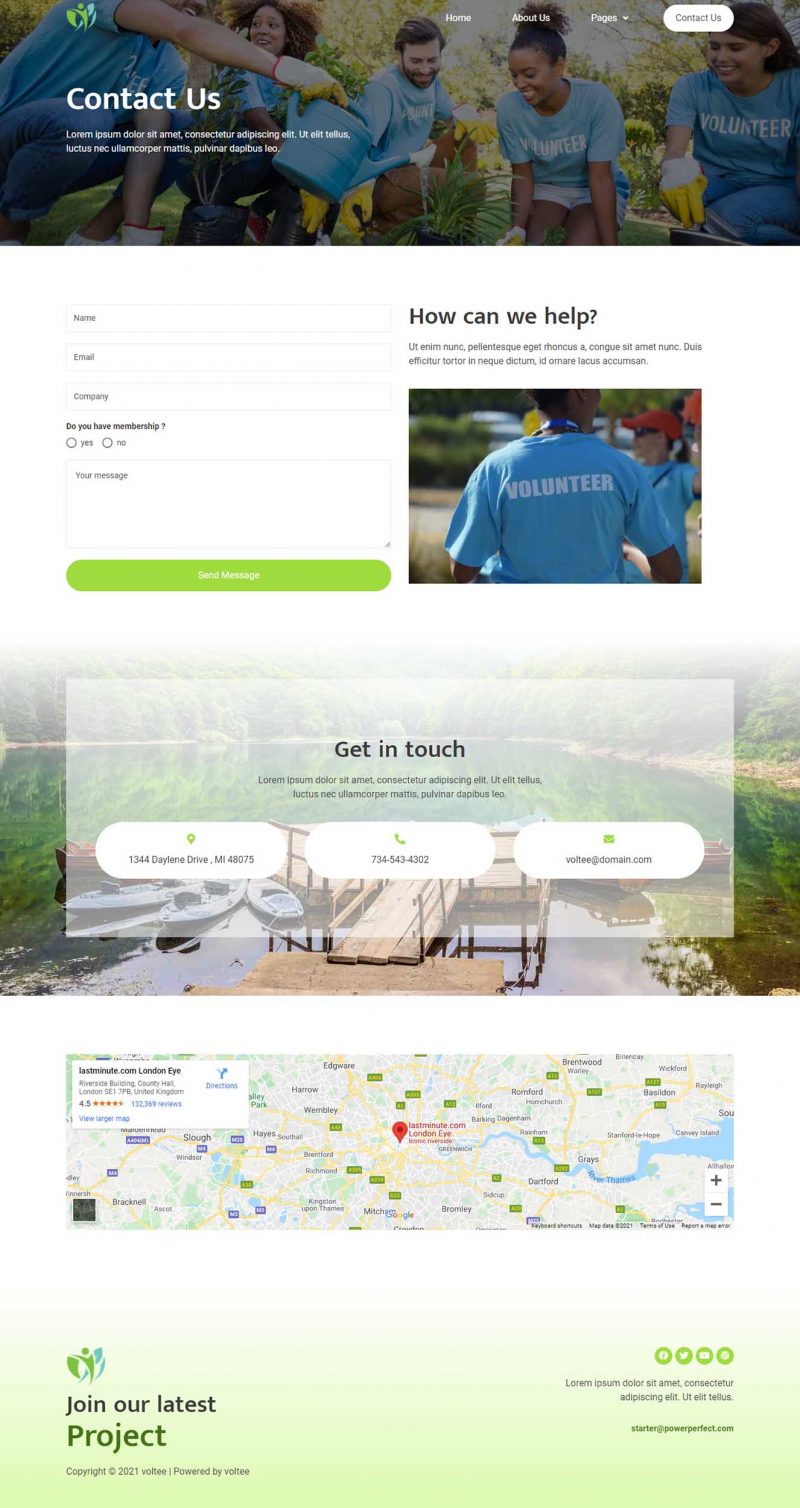 Home
About Us
Pages
Contact Us
Contact Us
Lorem ipsum dolor sit amet, consectetur adipiscing elit. Ut elit tellus,
luctus nec ullamcorper mattis, pulvinar dapibus leo.
VOLUNTEER
VOLUNTEER
Name
Email
Company
Do you have membership ?
yes no
Your message
Send Message
How can we help?
Ut enim nunc, pellentesque eget rhoncus a, congue sit amet nunc. Duis
efficitur tortor in neque dictum, id ornare lacus accumsan.
VOLUNTEER
Get in touch
Lorem ipsum dolor sit amet, consectetur adipiscing elit. Ut elit tellus,
luctus nec ullamcorper mattis, pulvinar dapibus leo.
1344 Daylene Drive , MI 48075
734-543-4302
voltee@domain.com
lastminute.com London Eye
Riverside Building, County Hall,
London SE1 7PB, United Kingdom
Directions
4.5 132,369 reviews
View larger map
Edgware
Harrow
Wembley
Slough
Hayes
Southall
Windsor
Brentford
Richmond
Bracknell
Ascot
Kingston
upon Thames
Mitcham
Google
Croydon
Bromley
Sidcup
GREENWICH
lastminute.com
London Eye
Iconic riverside
Ilford
Barking
Dagenham
Romford
Hornchurch
Rainham
Brentwood
Warley
Billericay
Wickford
Basildon
Rayleigh
Stanford-le-Hope
Canvey Island
Grays
Dartford
River Thames
Keyboard shortcuts
Map data ©2021
Terms of Use
Report a map error
Join our latest
Project
Copyright © 2021 voltee | Powered by voltee
Lorem ipsum dolor sit amet, consectetur
adipiscing elit. Ut elit tellus.
starter@powerperfect.com